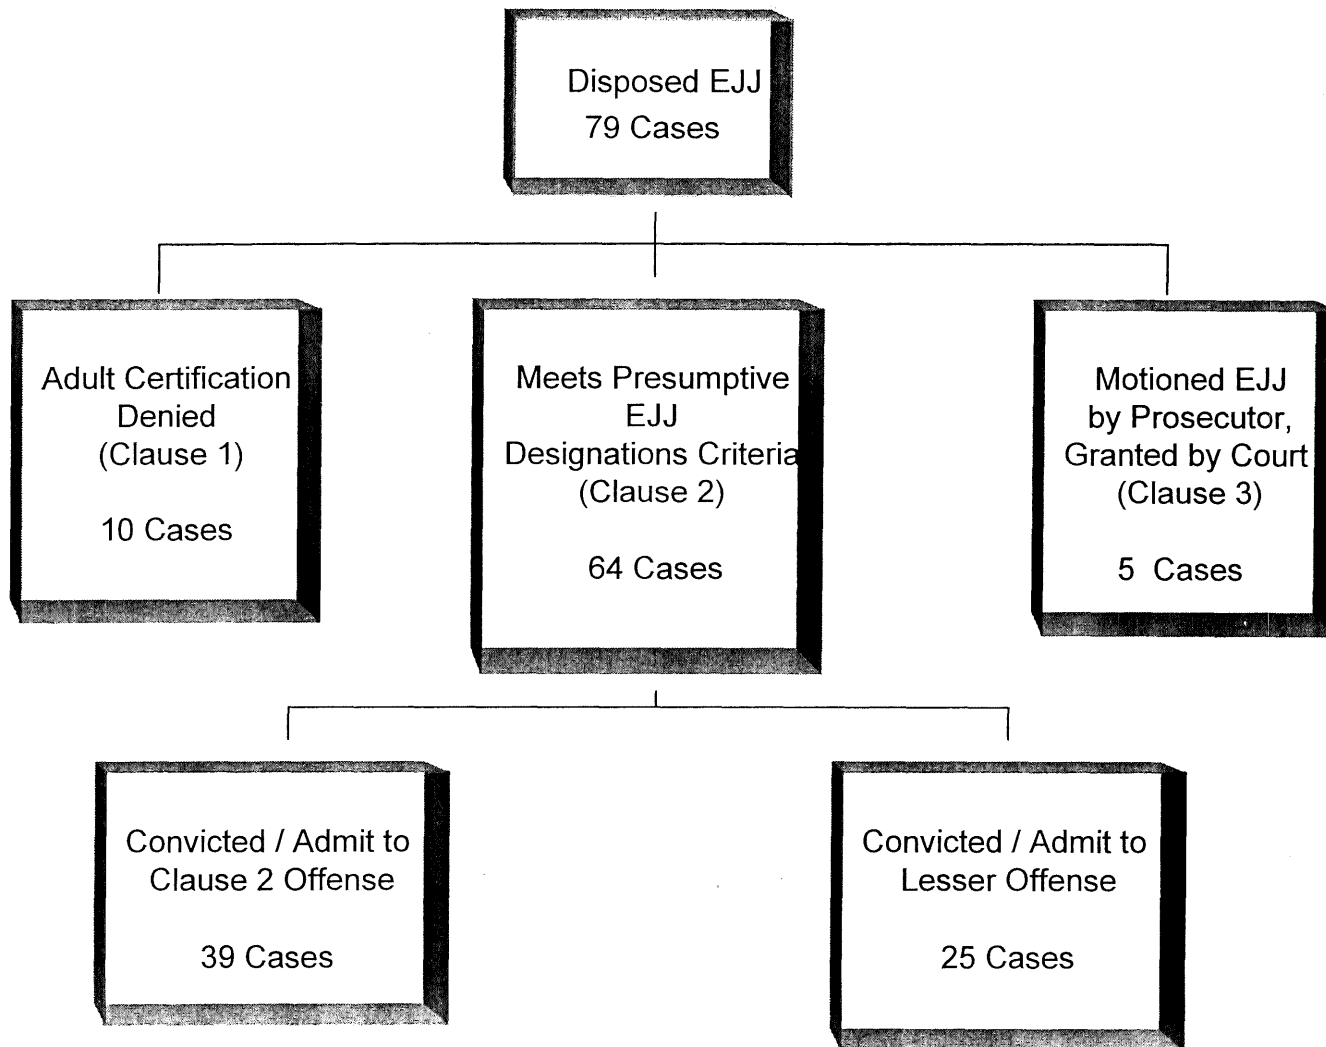 Disposed EJJ
79 Cases
Adult Certification
Denied
(Clause 1)
10 Cases
Meets Presumptive
EJJ
Designations Criteria
(Clause 2)
64 Cases
Motioned EJJ
by Prosecutor,
Granted by Court
(Clause 3)
5 Cases
Convicted / Admit to
Clause 2 Offense
39 Cases
Convicted / Admit to
Lesser Offense
25 Cases